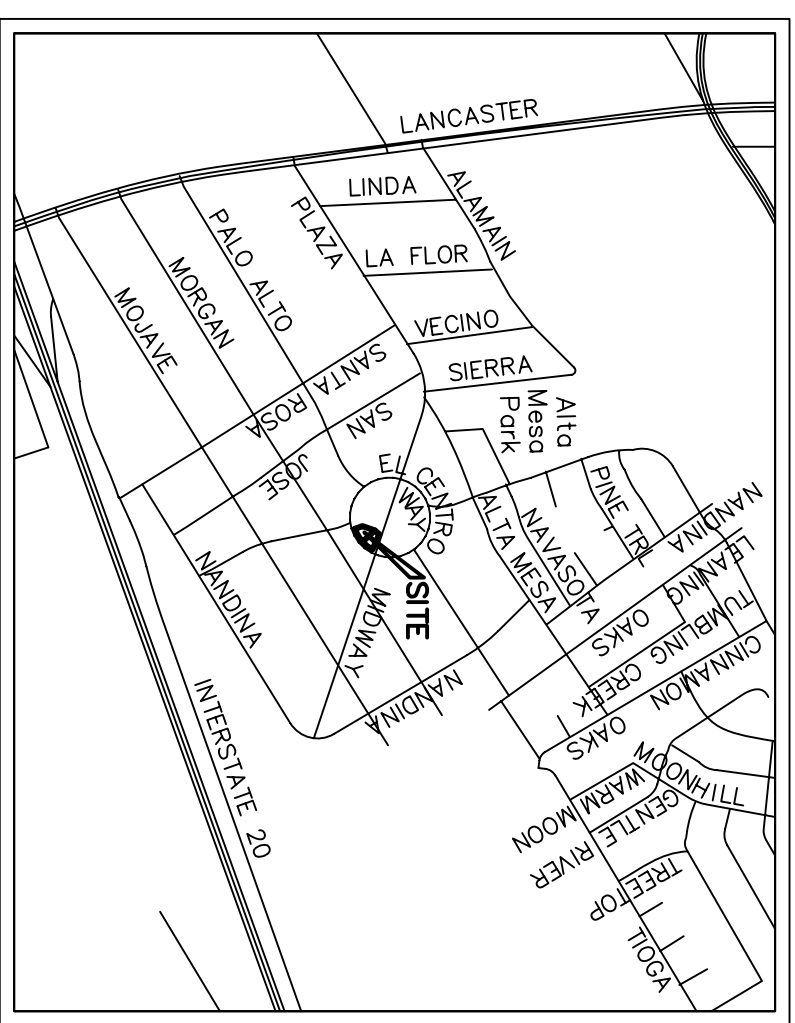 LANCASTER
LINDA
ALAMAIN
PLAZA
LA FLOR
PALO ALTO
MORGAN
MOJAVE
VECINO
SIERRA
SANTA ROSA
SAN JOSE
Alta
Mesa
Park
EL CENTRO
WAY
PINE TR
NANDINA
NAVASOTA
ALTA MESA
LEANING OAKS
TUMBLING CREEK
CINNAMON OAKS
SITE
MIDWAY
NANDINA
NANDINA
INTERSTATE 20
MOONHILL
WARM MOON
GENTLE RIVER
TREETOP
TIOGA